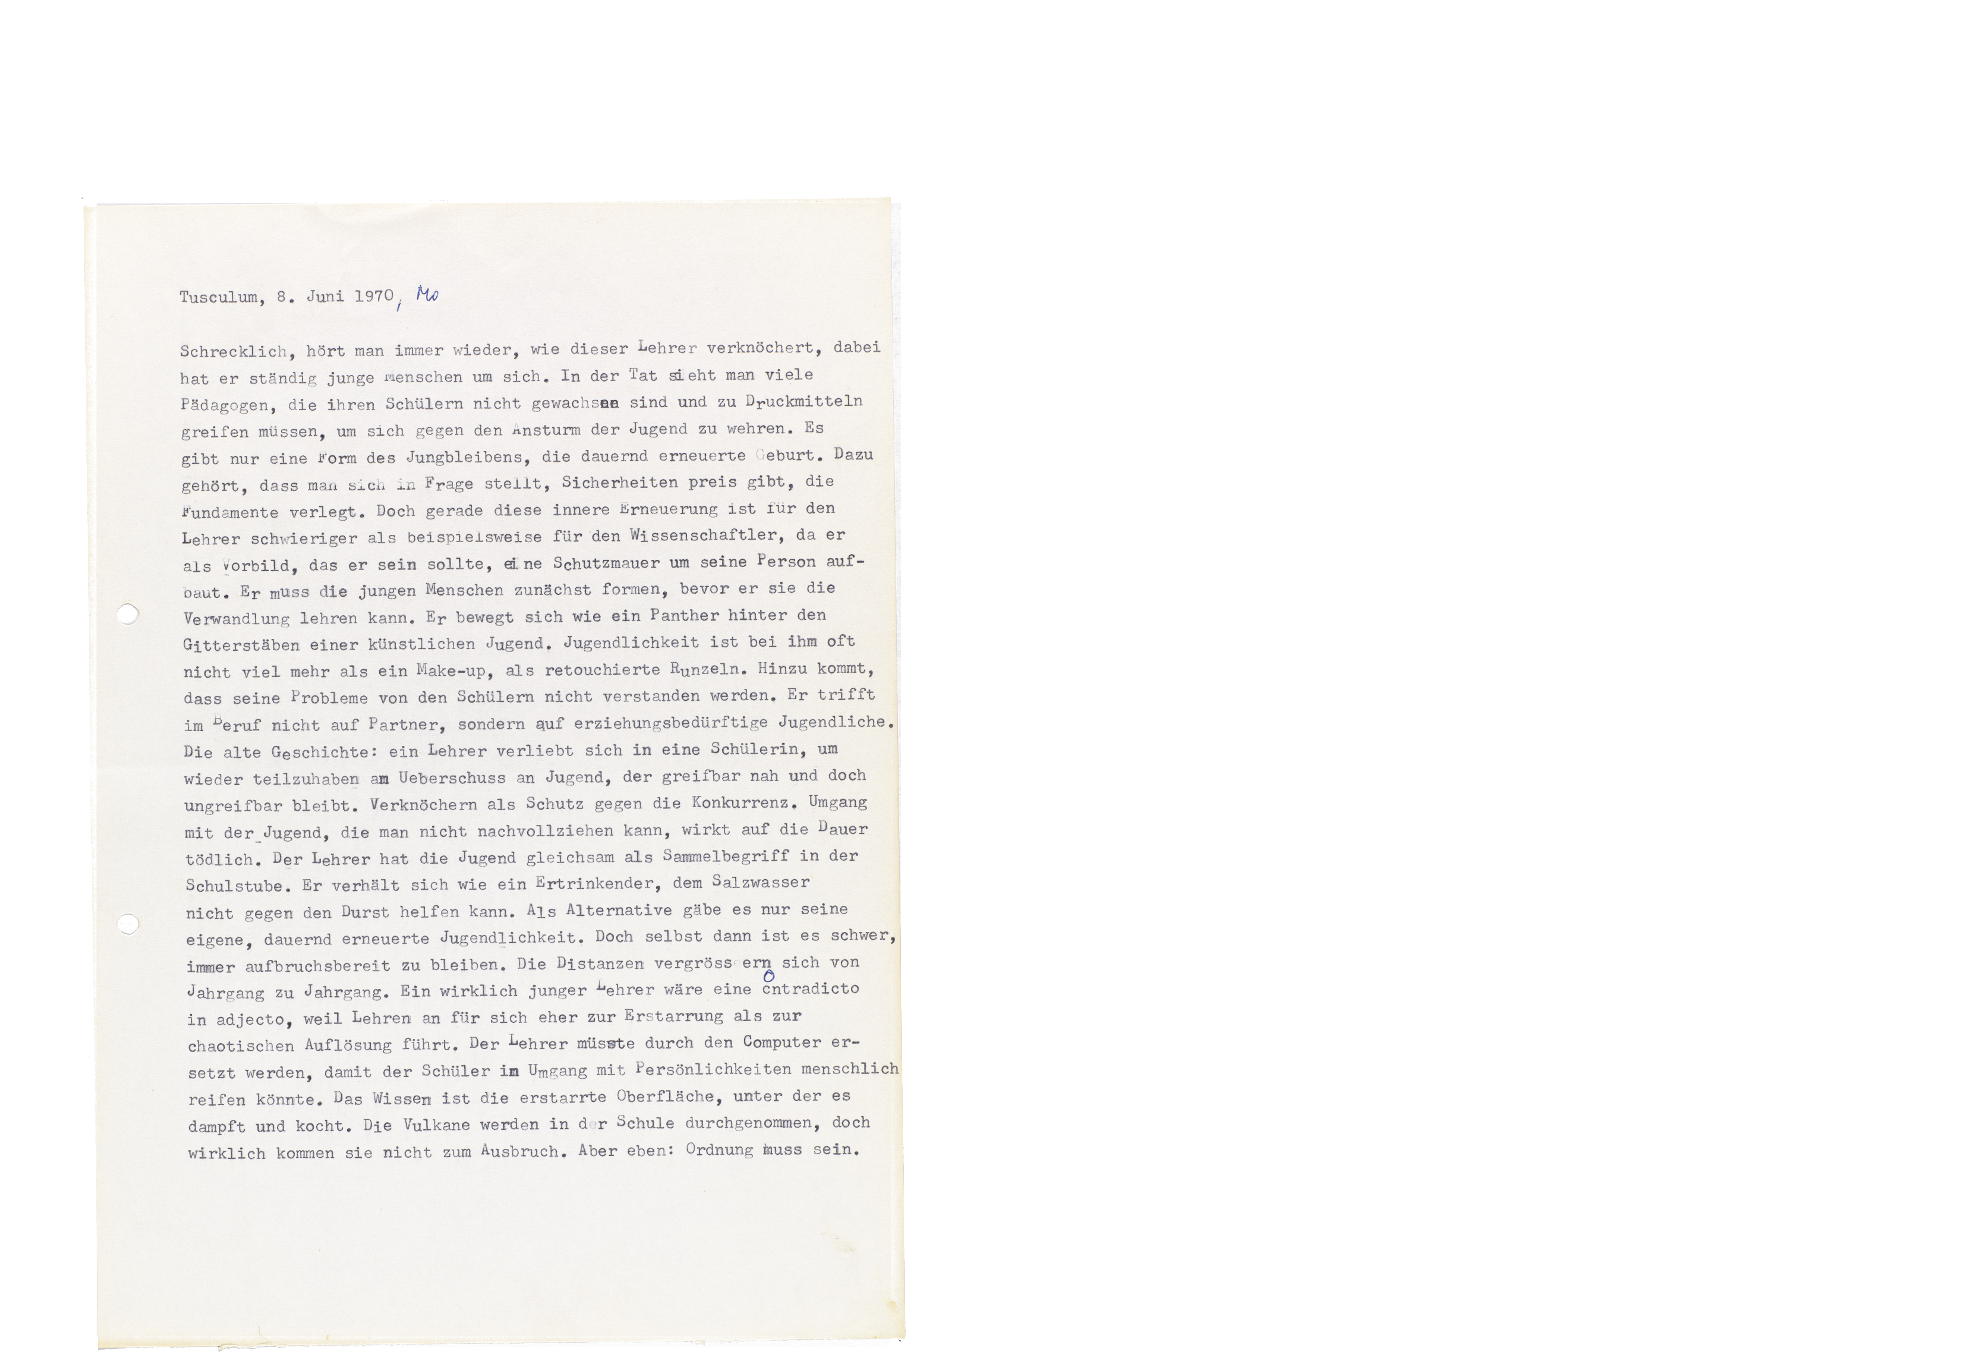 Tusculum, 8. Juni 1970, Mo
Schrecklich, hört man immer wieder, wie dieser Lehrer verknöchert, dabei
hat er ständig junge Menschen um sich. In der Tat sieht man viele
Pädagogen, die ihren Schülern nicht gewachsen sind und zu Druckmitteln
greifen müssen, um sich gegen den Ansturm der Jugend zu wehren. Es
gibt nur eine Form des Jungbleibens, die dauernd erneuerte Geburt. Dazu
gehört, dass man sich in Frage stellt, Sicherheiten preis gibt, die
Fundamente verlegt. Doch gerade diese innere Erneuerung ist für den
Lehrer schwieriger als beispielsweise für den Wissenschaftler, da er
als Vorbild, das er sein sollte, eine Schutzmauer um seine Person auf-
baut. Er muss die jungen Menschen zunächst formen, bevor er sie die
Verwandlung lehren kann. Er bewegt sich wie ein Panther hinter den
Gitterstäben einer künstlichen Jugend. Jugendlichkeit ist bei ihm oft
nicht viel mehr als ein Make-up, als retouchierte Runzeln. Hinzu kommt,
dass seine Probleme von den Schülern nicht verstanden werden. Er trifft
im Beruf nicht auf Partner, sondern auf erziehungsbedürftige Jugendliche.
Die alte Geschichte: ein Lehrer verliebt sich in eine Schülerin, um
wieder teilzuhaben am Ueberschuss an Jugend, der greifbar nah und doch
ungreifbar bleibt. Verknöchern als Schutz gegen die Konkurrenz. Umgang
mit der Jugend, die man nicht nachvollziehen kann, wirkt auf die Dauer
tödlich. Der Lehrer hat die Jugend gleichsam als Sammelbegriff in der
Schulstube. Er verhält sich wie ein Ertrinkender, dem Salzwasser
nicht gegen den Durst helfen kann. Als Alternative gäbe es nur seine
eigene, dauernd erneuerte Jugendlichkeit. Doch selbst dann ist es schwer,
immer aufbruchsbereit zu bleiben. Die Distanzen vergrössern sich von
Jahrgang zu Jahrgang. Ein wirklich junger Lehrer wäre eine contradicto
in adjecto, weil Lehren an für sich eher zur Erstarrung als zur
chaotischen Auflösung führt. Der Lehrer müsste durch den Computer er-
setzt werden, damit der Schüler im Umgang mit Persönlichkeiten menschlich
reifen könnte. Das Wissen ist die erstarrte Oberfläche, unter der es
dampft und kocht. Die Vulkane werden in der Schule durchgenommen, doch
wirklich kommen sie nicht zum Ausbruch. Aber eben: Ordnung muss sein.